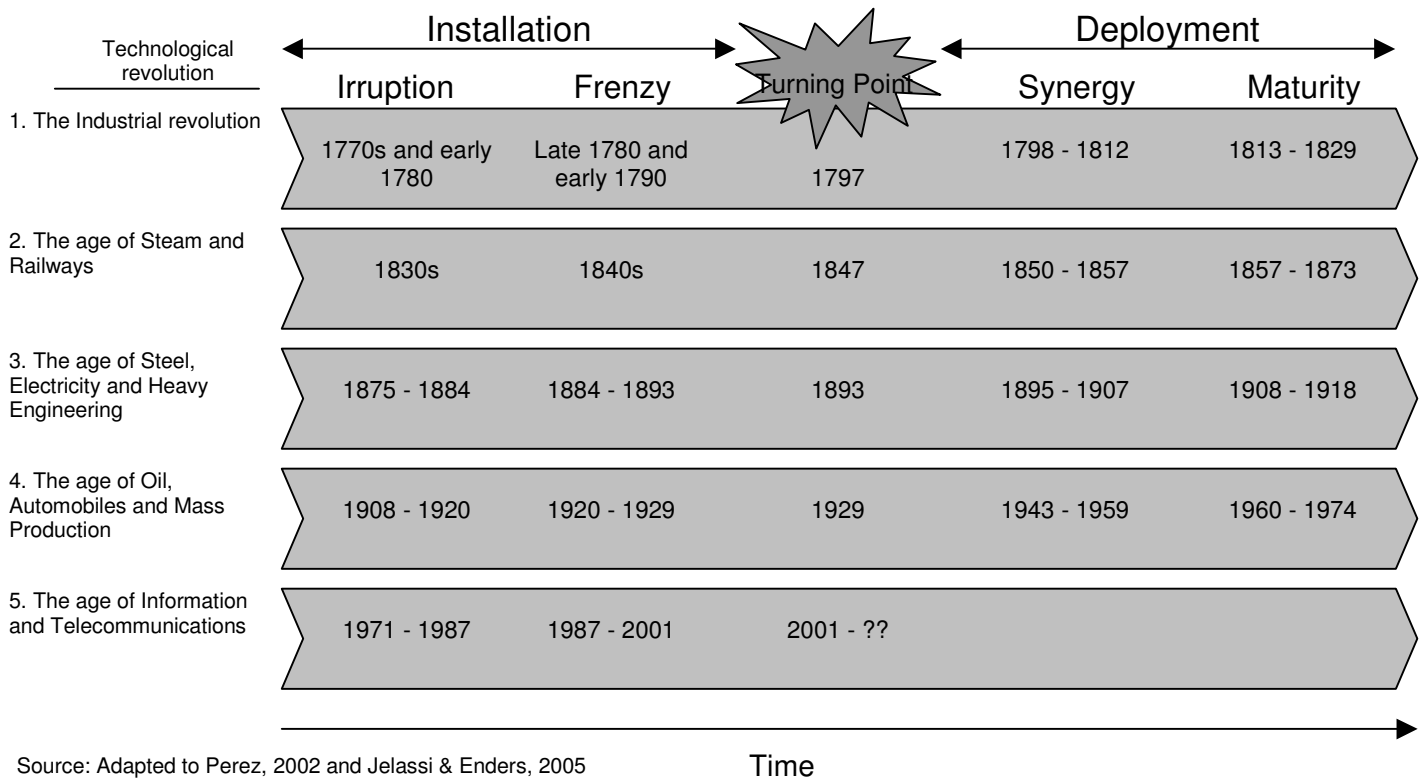 Installation
Deployment
Technological
revolution
Irruption
Frenzy
Turning Point
Synergy
Maturity
1. The Industrial revolution
1770s and early
1780
Late 1780 and
early 1790
1797
1798 - 1812
1813 - 1829
2. The age of Steam and
Railways
1830s
1840s
1847
1850 - 1857
1857 - 1873
3. The age of Steel,
Electricity and Heavy
Engineering
1875 - 1884
1884 - 1893
1893
1895 - 1907
1908 - 1918
4. The age of Oil,
Automobiles and Mass
Production
1908 - 1920
1920 - 1929
1929
1943 - 1959
1960 - 1974
5. The age of Information
and Telecommunications
1971 - 1987
1987 - 2001
2001 - ??
Source: Adapted to Perez, 2002 and Jelassi & Enders, 2005
Time